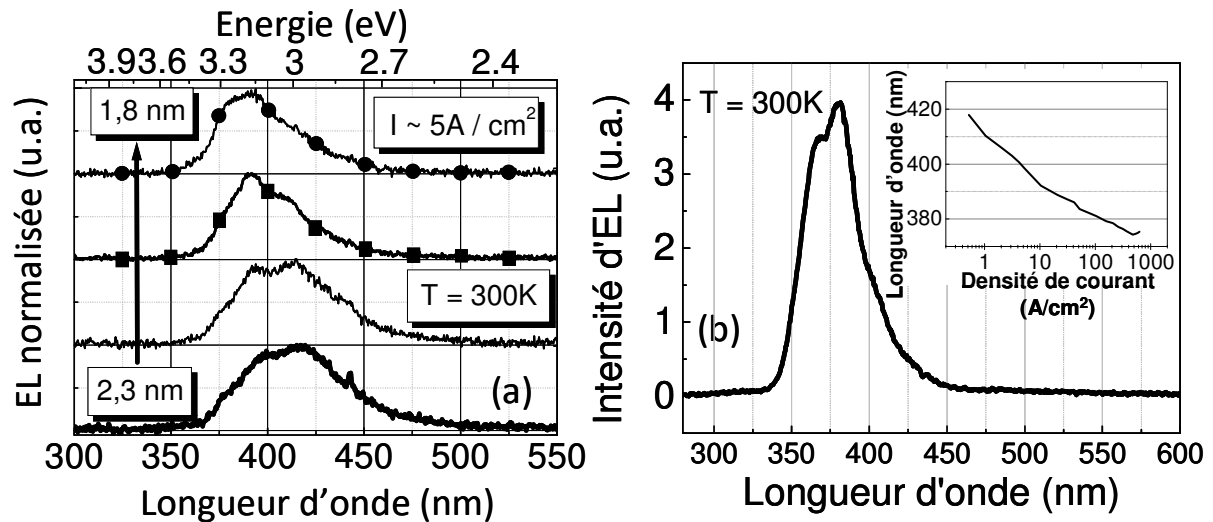 Energie (eV)
3.9 3.6 3.3 3 2.7 2.4
EL normalisée (u.a.)
1,8 nm
I ~ 5A / cm2
T = 300K
2,3 nm
(a)
300 350 400 450 500 550
Longueur d’onde (nm)
Intensité d'EL (u.a.)
4
3
2
1
0
T = 300K
(b)
Longueur d’onde (nm)
420
400
380
1 10 100 1000
Densité de courant
(A/cm2)
300 350 400 450 500 550 600
Longueur d'onde (nm)